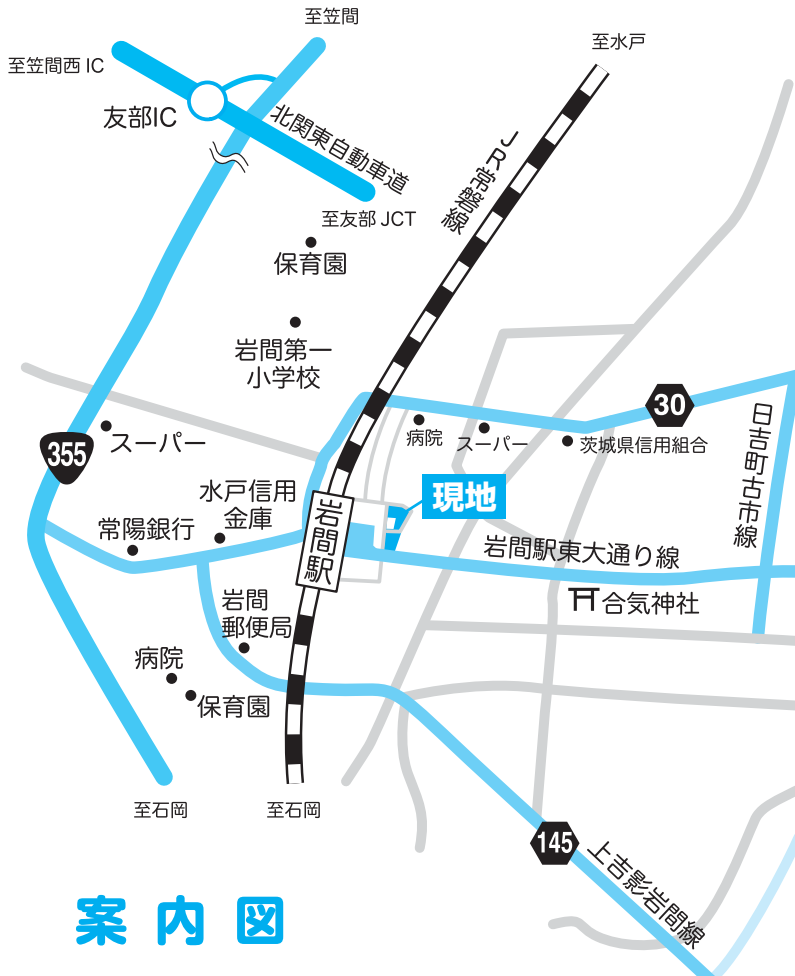 至笠間
至水戸
至笠間西 IC
友部IC
北関東自動車道
JR常磐線
至友部 JCT
保育園
岩間第一
小学校
30
病院
スーパー
茨城県信用組合
日吉町古市線
355
スーパー
水戸信用
金庫
現地
常陽銀行
岩間駅
岩間駅東大通り線
合気神社
岩間
郵便局
病院
保育園
至石岡
至石岡
145
上吉影岩間線
案内図